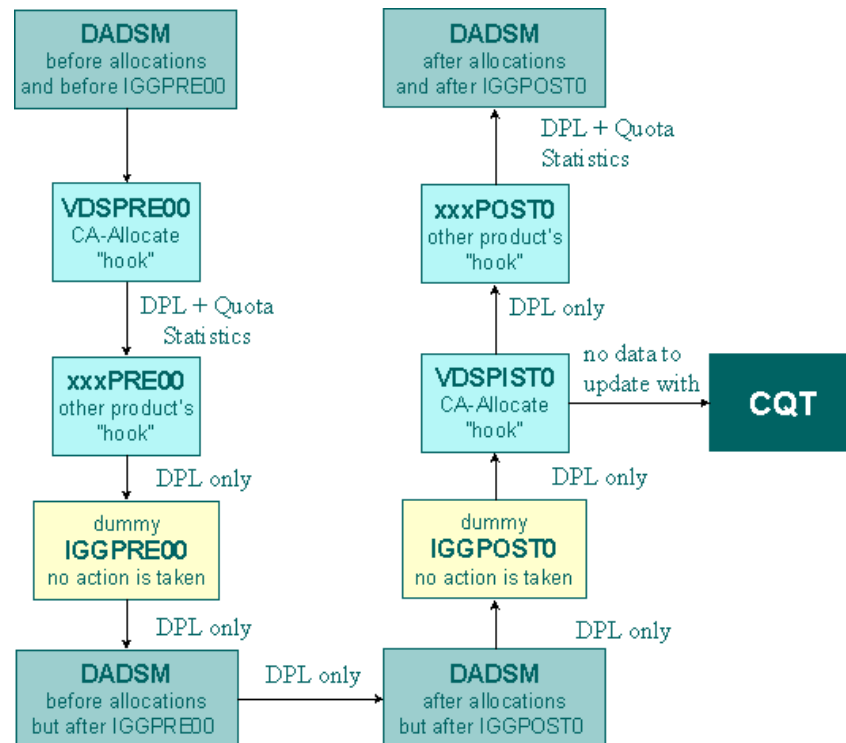 DADSM
before allocations
and before IGGPRE00
VDSPRE00
CA-Allocate
"hook"
DPL + Quota
Statistics
xxxPRE00
other product's
"hook"
DPL only
dummy
IGGPRE00
no action is taken
DPL only
DADSM
before allocations
but after IGGPRE00
DPL only
DADSM
after allocations
but after IGGPOST0
DPL only
dummy
IGGPOST0
no action is taken
DPL only
VDSPIST0
CA-Allocate
"hook"
no data to
update with
CQT
DPL only
xxxPOST0
other product's
"hook"
DPL + Quota
Statistics
DADSM
after allocations
and after IGGPOST0